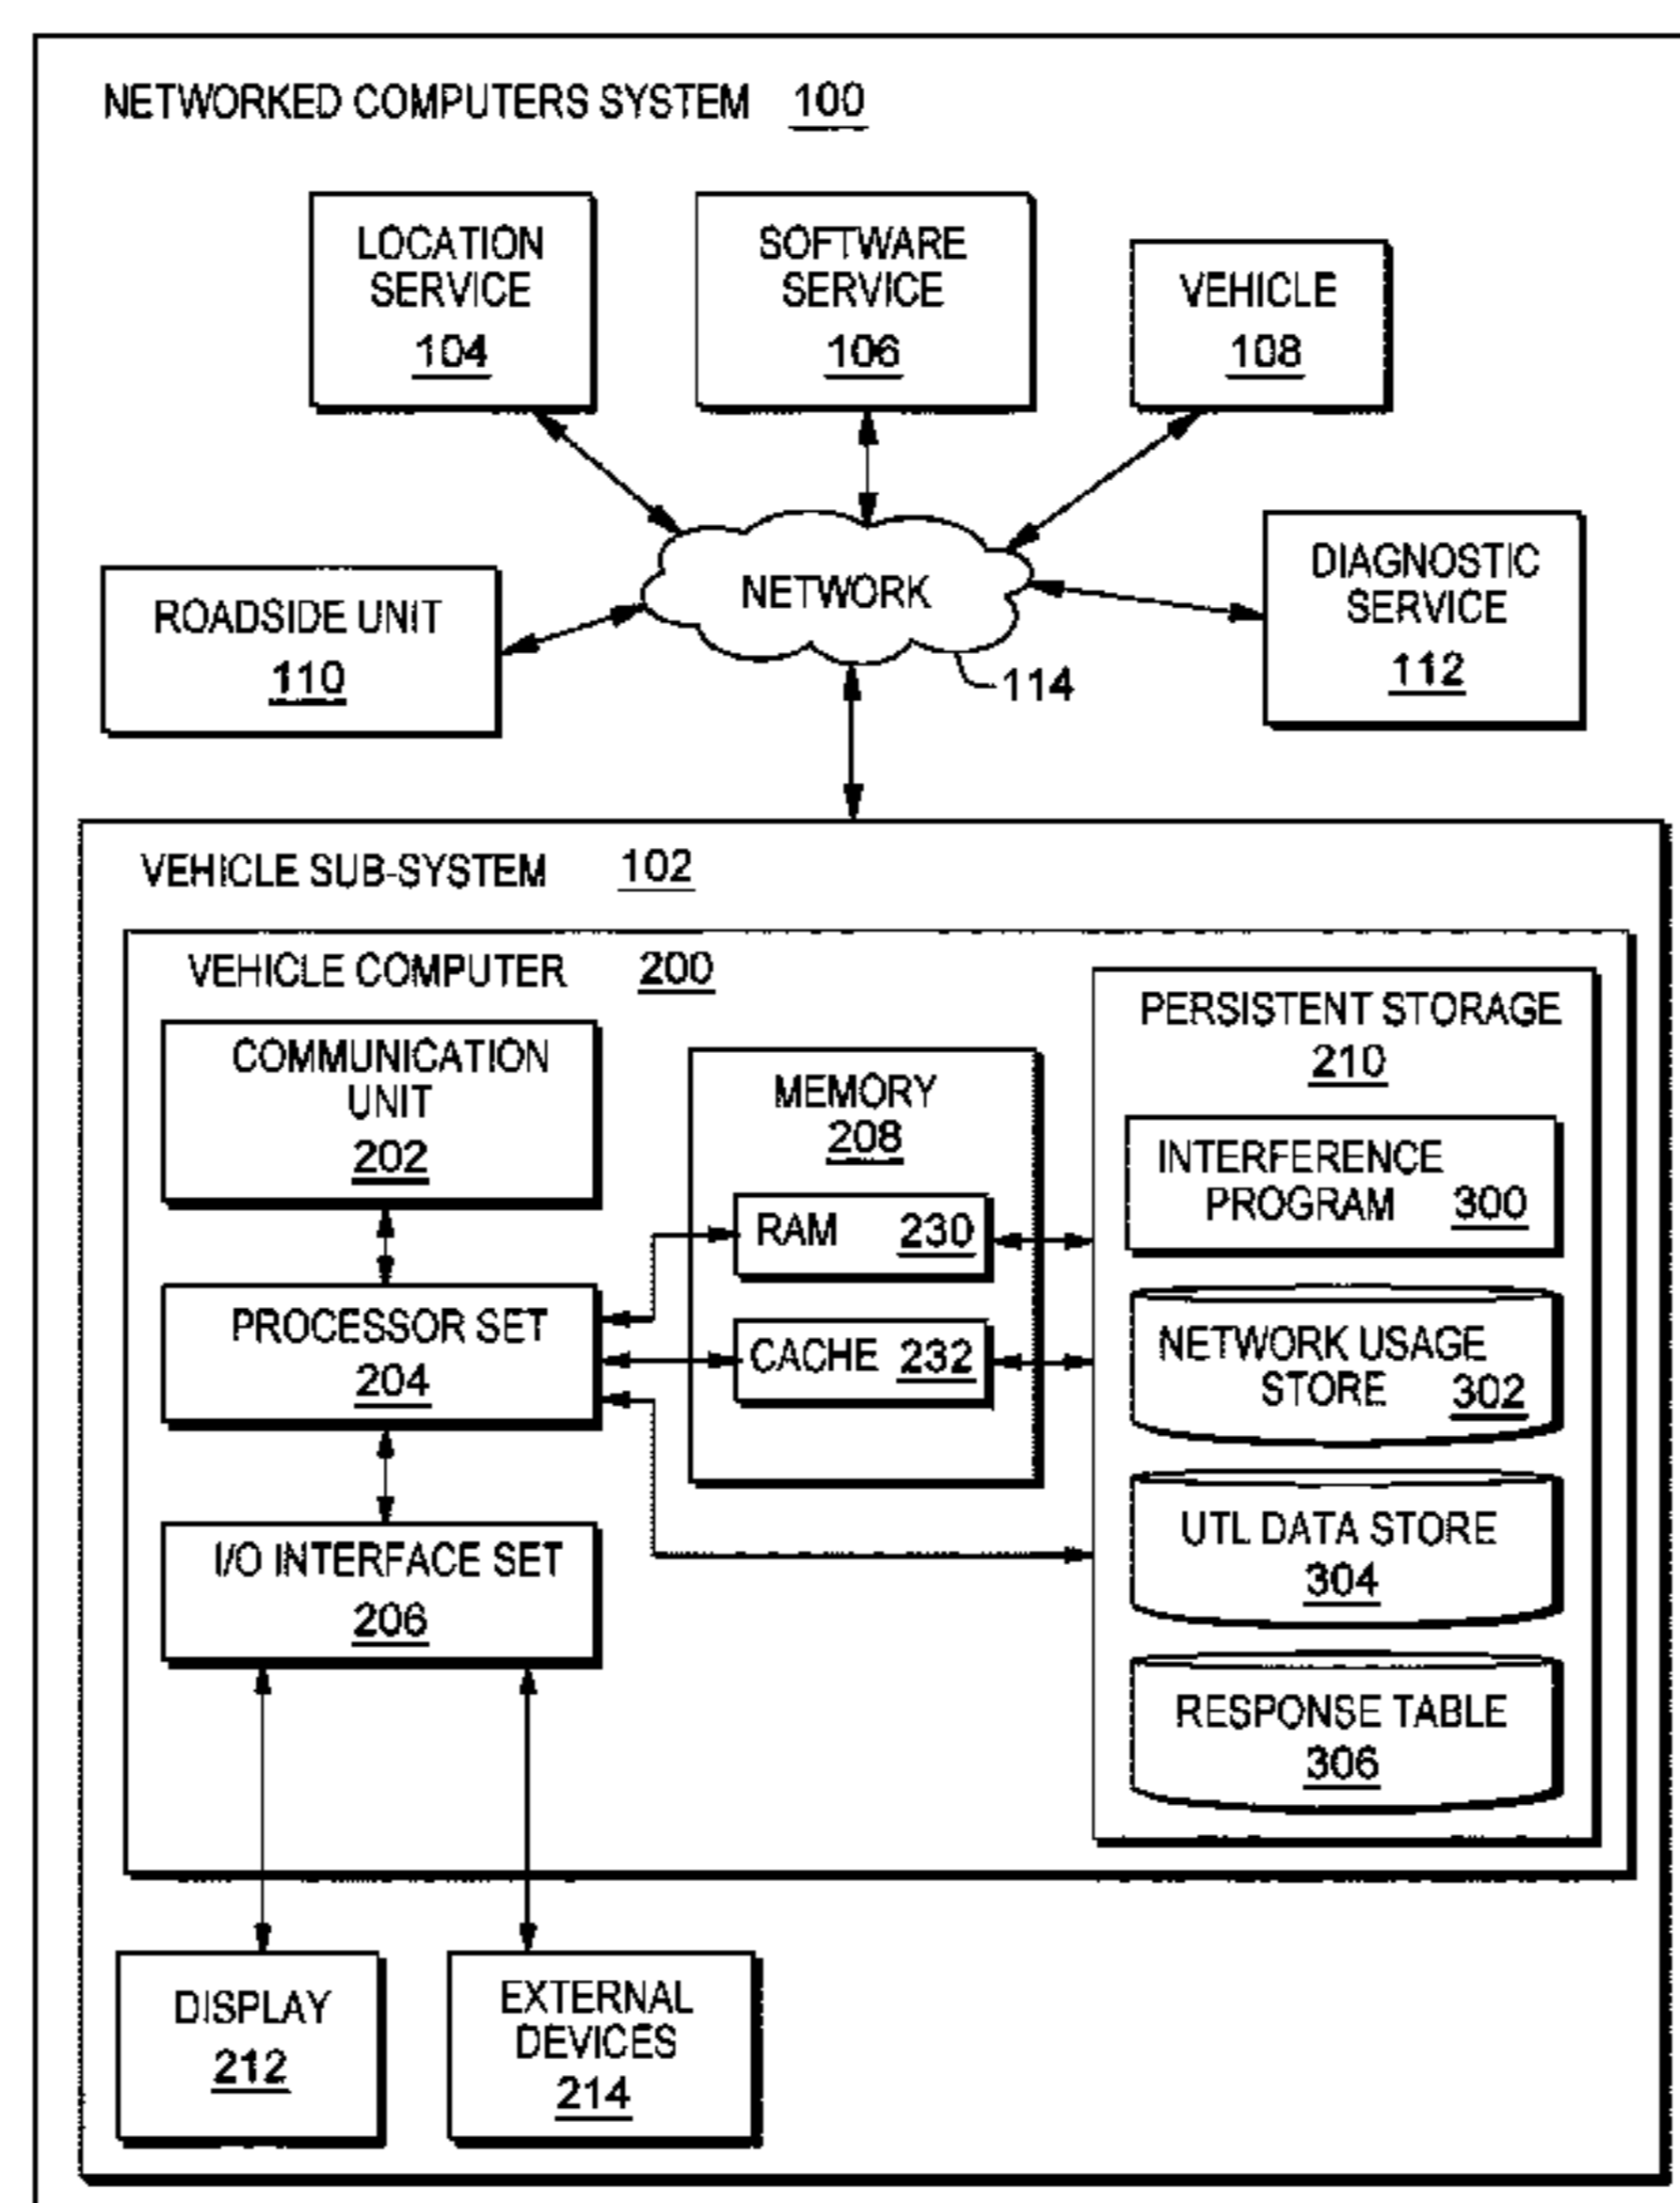 NETWORKED COMPUTERS SYSTEM 100
LOCATION
SERVICE
104
SOFTWARE
SERVICE
106
VEHICLE
108
ROADSIDE UNIT
110
NETWORK
114
DIAGNOSTIC
SERVICE
112
VEHICLE SUB-SYSTEM 102
VEHICLE COMPUTER 200
COMMUNICATION
UNIT
202
PROCESSOR SET
204
I/O INTERFACE SET
206
MEMORY
208
RAM 230
CACHE 232
PERSISTENT STORAGE
210
INTERFERENCE
PROGRAM 300
NETWORK USAGE
STORE 302
UTL DATA STORE
304
RESPONSE TABLE
306
DISPLAY
212
EXTERNAL
DEVICES
214